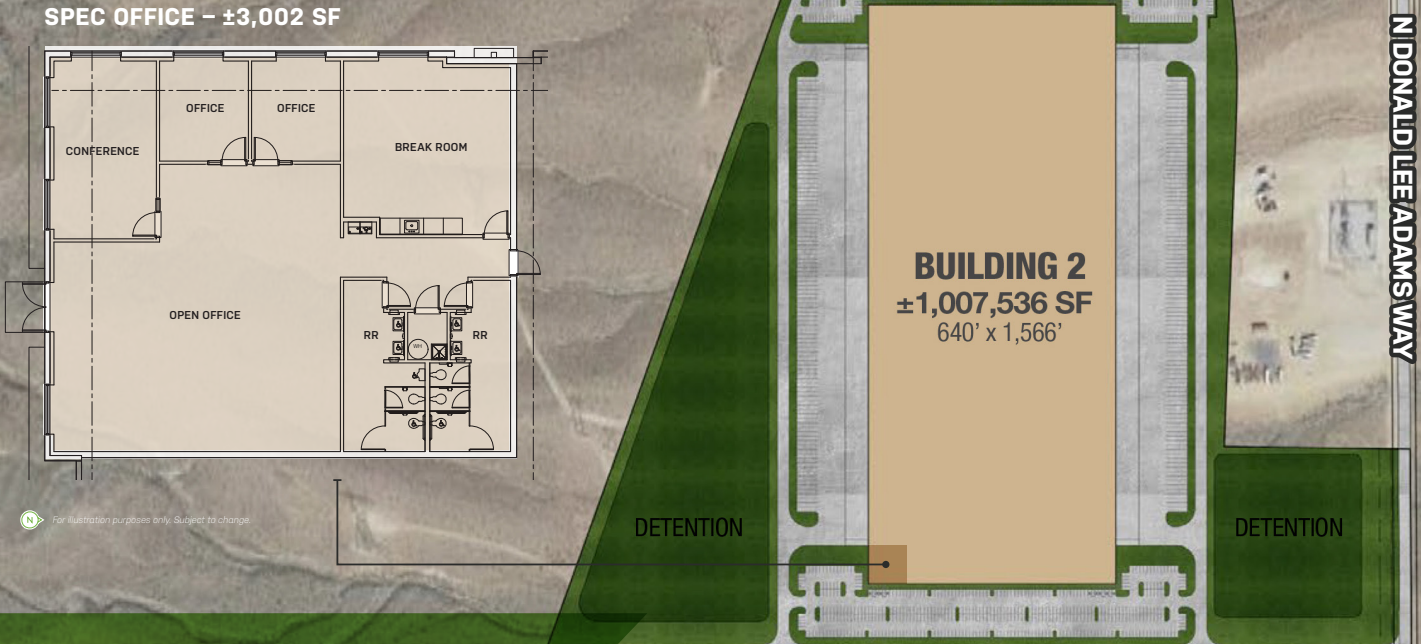 SPEC OFFICE – ±3,002 SF
OFFICE
OFFICE
CONFERENCE
BREAK ROOM
OPEN OFFICE
RR
WH
RR
N
For illustration purposes only. Subject to change.
BUILDING 2
±1,007,536 SF
640’ x 1,566’
DETENTION
DETENTION
N DONALD LEE ADAMS WAY